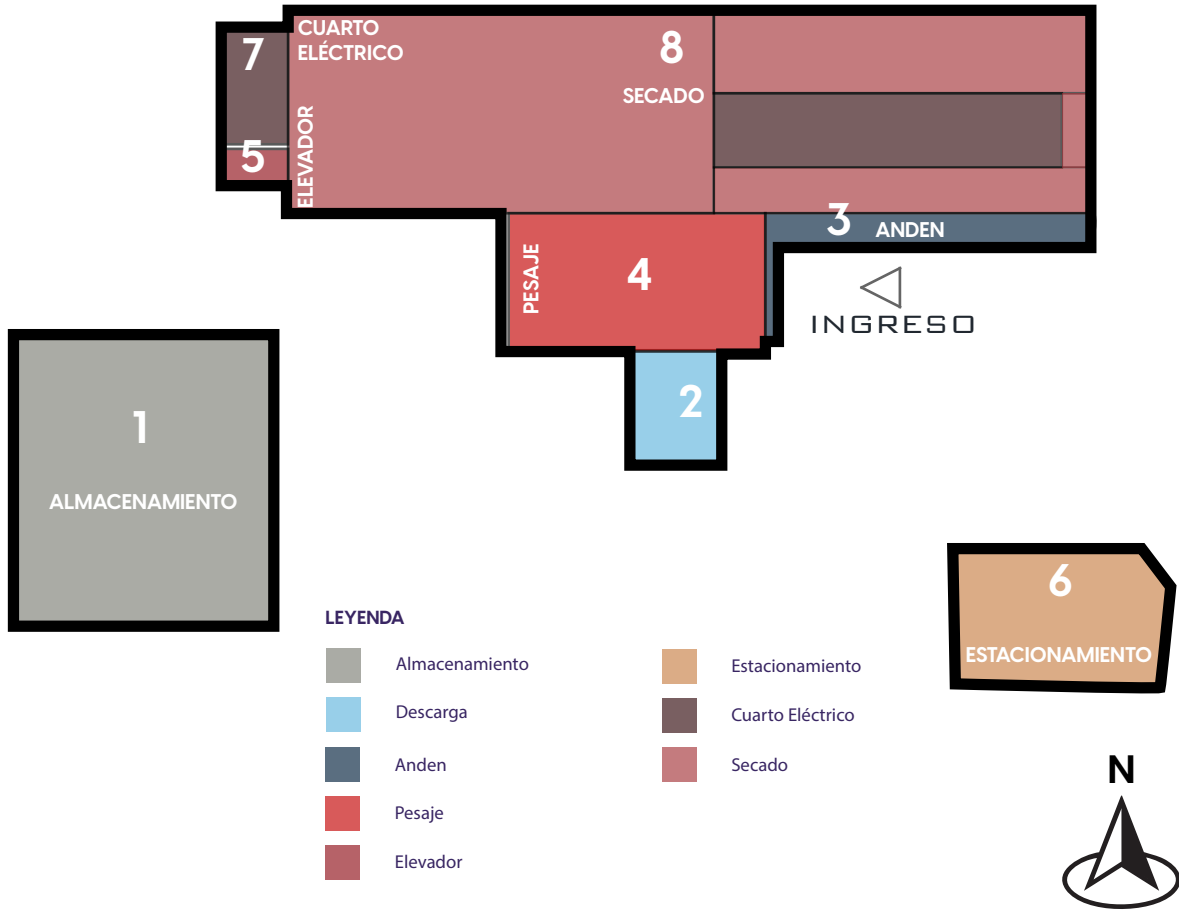 7
CUARTO
ELÉCTRICO
8
SECADO
5
ELEVADOR
3
ANDEN
PESAJE
4
INGRESO
2
1
ALMACENAMIENTO
6
ESTACIONAMIENTO
LEYENDA
Almacenamiento
Descarga
Anden
Pesaje
Elevador
Estacionamiento
Cuarto Eléctrico
Secado
N